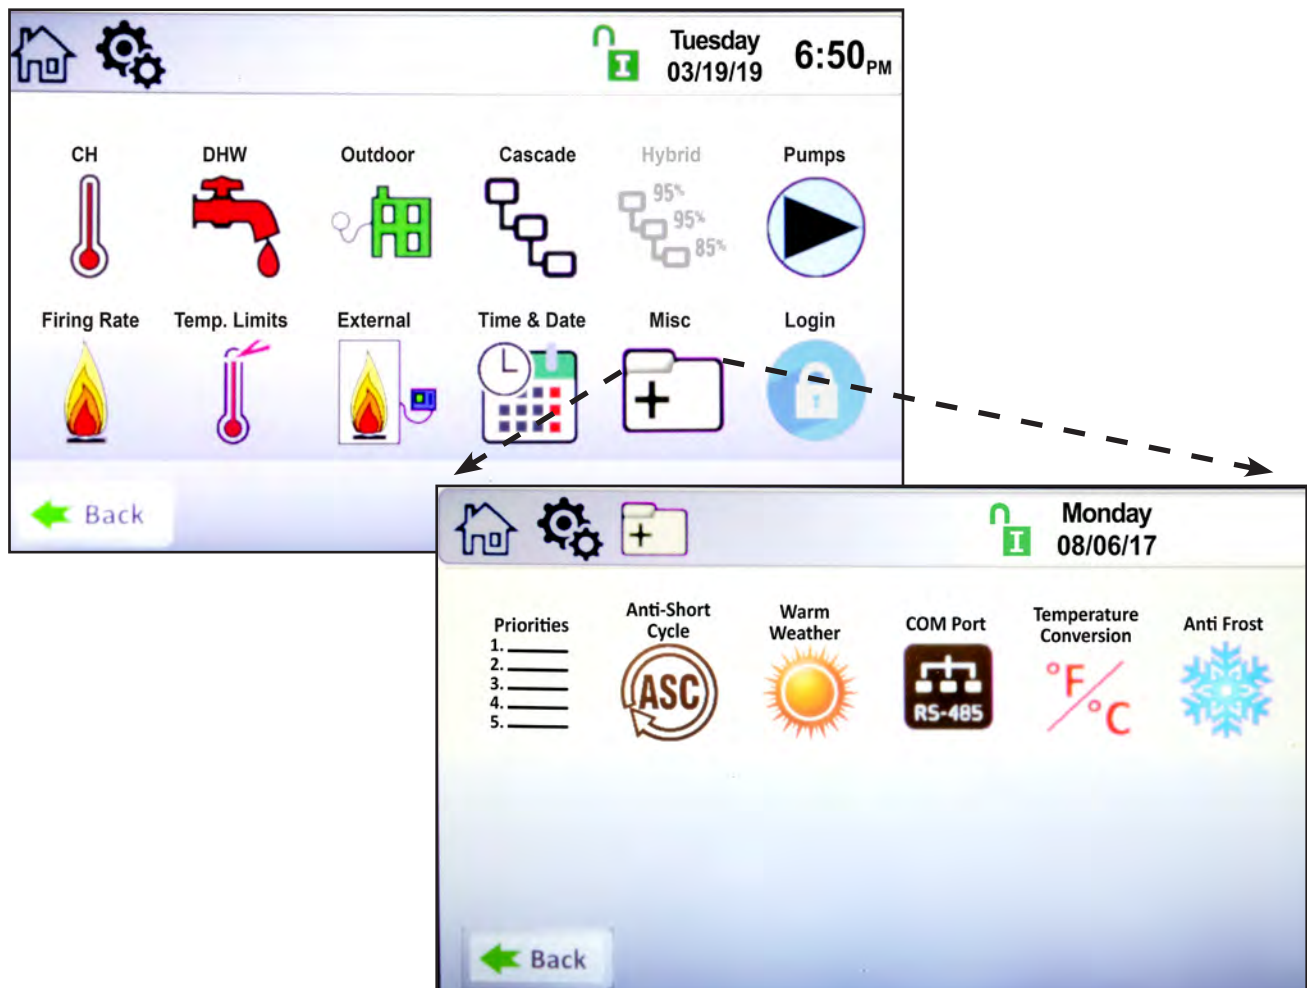 Tuesday
03/19/19
6:50 PM
CH
DHW
Outdoor
Cascade
Hybrid
Pumps
95%
95%
85%
Firing Rate
Temp. Limits
External
Time & Date
Misc
Login
Back
I
Monday
08/06/17
I
Priorities
1.
2.
3.
4.
5.
Anti-Short
Cycle
ASC
Warm
Weather
COM Port
RS-485
Temperature
Conversion
°F/°C
Anti Frost
Back